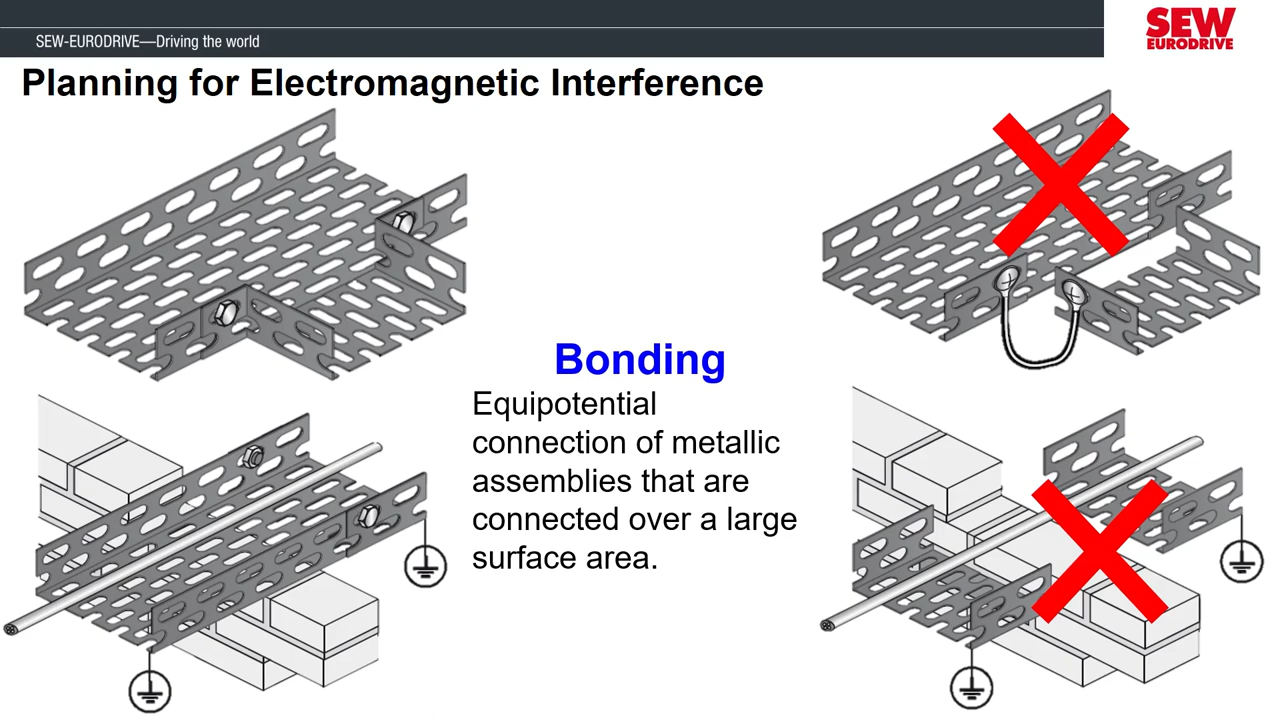 SEW-EURODRIVE—Driving the world
SEW
EURODRIVE
Planning for Electromagnetic Interference
Bonding
Equipotential
connection of metallic
assemblies that are
connected over a large
surface area.